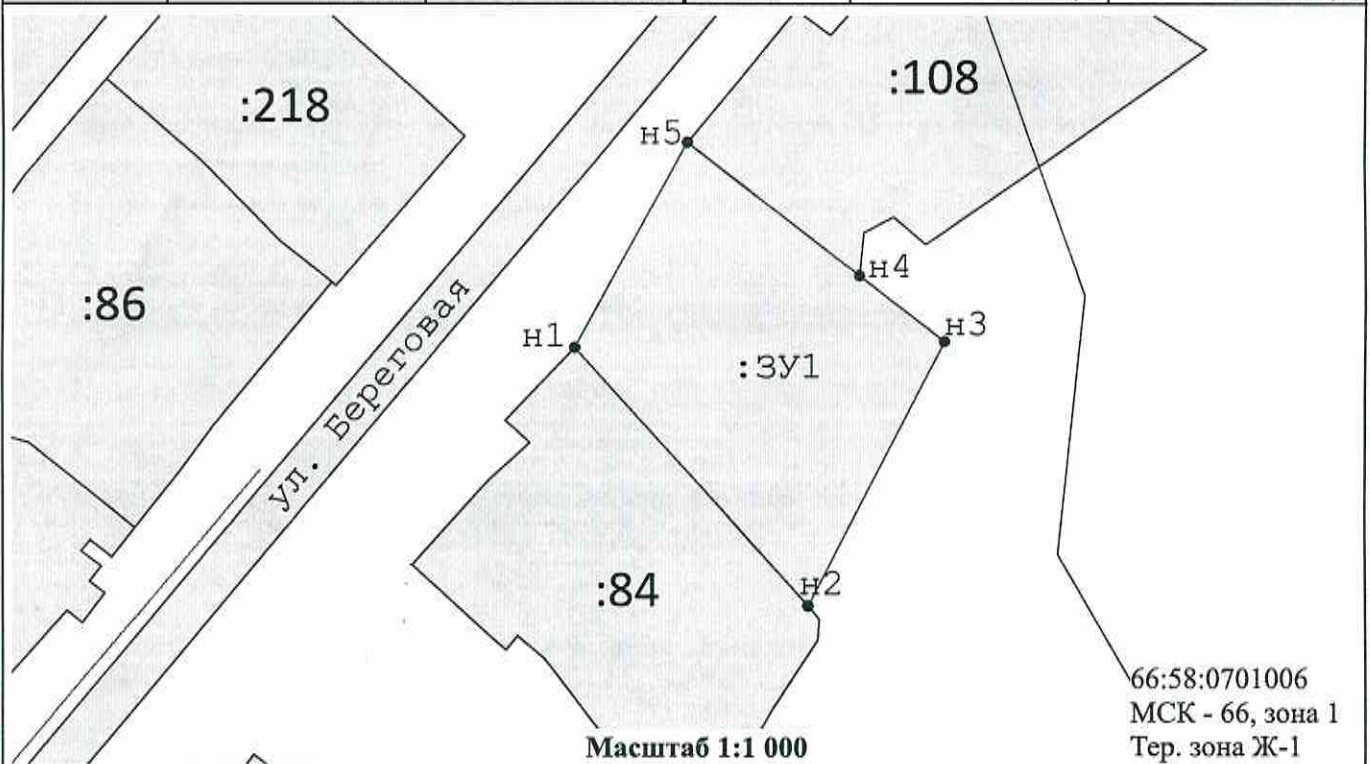 :218
:108
н5
н4
:86
н3
н1
:ЗУ1
ул. Береговая
:84
н2
66:58:0701006
МСК - 66, зона 1
Масштаб 1:1 000
Тер. зона Ж-1